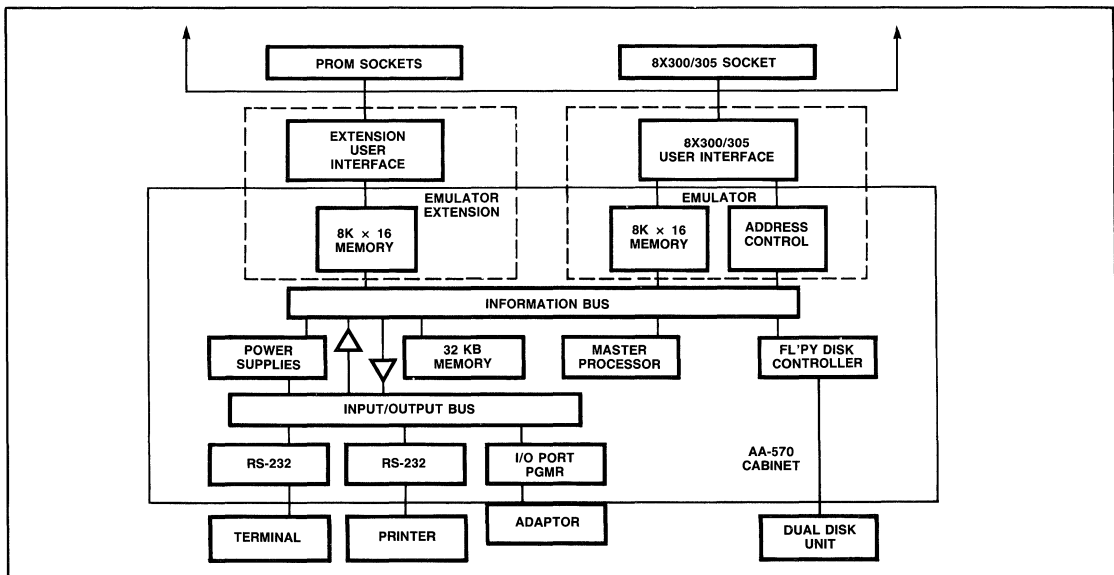 PROM SOCKETS
8X300/305 SOCKET
EXTENSION
USER
INTERFACE
8X300/305
USER INTERFACE
EMULATOR
EXTENSION
EMULATOR
8K × 16
MEMORY
8K × 16
MEMORY
ADDRESS
CONTROL
INFORMATION BUS
POWER
SUPPLIES
32 KB
MEMORY
MASTER
PROCESSOR
FL'PY DISK
CONTROLLER
INPUT/OUTPUT BUS
RS-232
RS-232
I/O PORT
PGMR
AA-570
CABINET
TERMINAL
PRINTER
ADAPTOR
DUAL DISK
UNIT